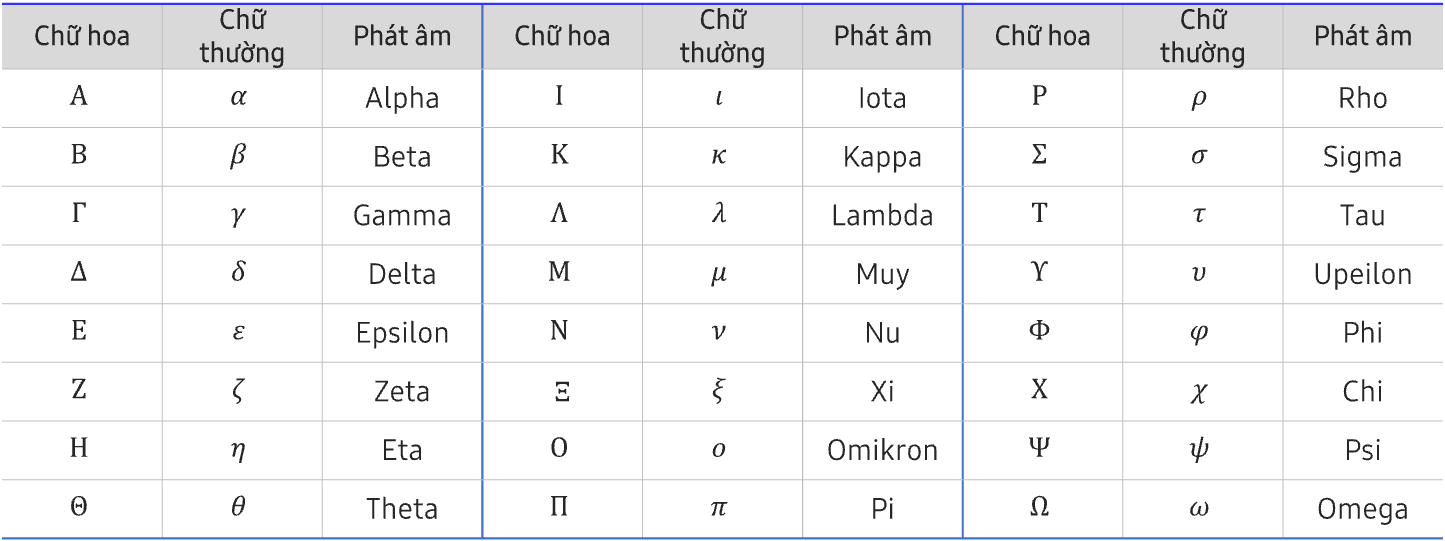 Chữ hoa Chữ thường Phát âm Chữ hoa Chữ thường Phát âm Chữ hoa Chữ thường Phát âm
Α α Alpha Ι ι Iota Ρ ρ Rho
Β β Beta Κ κ Kappa Σ σ Sigma
Γ γ Gamma Λ λ Lambda Τ τ Tau
Δ δ Delta Μ μ Muy ϒ υ Upeilon
Ε ε Epsilon Ν ν Nu Φ φ Phi
Ζ ζ Zeta Ξ ξ Xi Χ χ Chi
Η η Eta Ο ο Omikron Ψ ψ Psi
Θ θ Theta Π π Pi Ω ω Omega